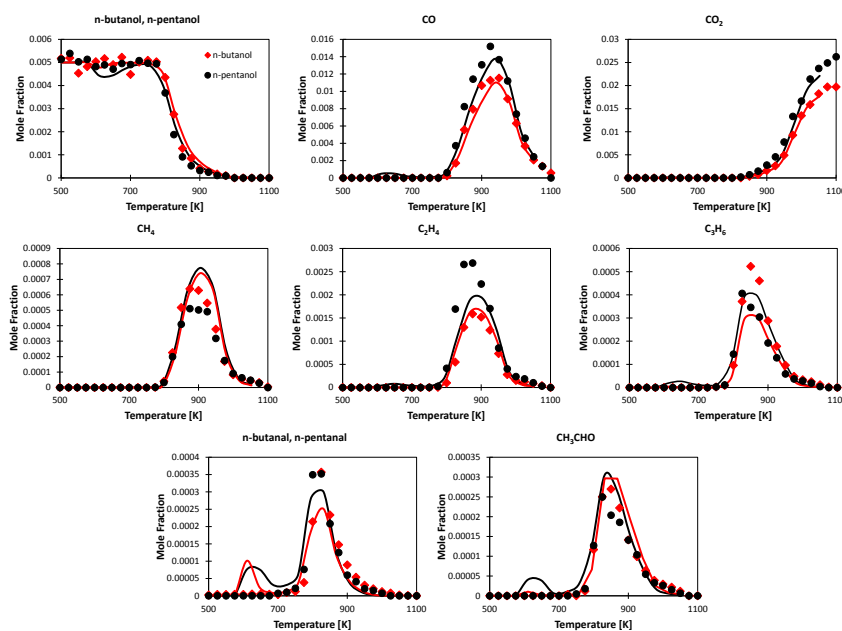 n-butanol, n-pentanol
Mole Fraction
0.006
0.005
0.004
0.003
0.002
0.001
0
500 700 900 1100
Temperature [K]
n-butanol
n-pentanol
CO
Mole Fraction
0.016
0.014
0.012
0.01
0.008
0.006
0.004
0.002
0
500 700 900 1100
Temperature [K]
CO₂
Mole Fraction
0.03
0.025
0.02
0.015
0.01
0.005
0
500 700 900 1100
Temperature [K]
CH₄
Mole Fraction
0.0009
0.0008
0.0007
0.0006
0.0005
0.0004
0.0003
0.0002
0.0001
0
500 700 900 1100
Temperature [K]
C₂H₄
Mole Fraction
0.003
0.0025
0.002
0.0015
0.001
0.0005
0
500 700 900 1100
Temperature [K]
C₃H₆
Mole Fraction
0.0006
0.0005
0.0004
0.0003
0.0002
0.0001
0
500 700 900 1100
Temperature [K]
n-butanal, n-pentanal
Mole Fraction
0.0004
0.00035
0.0003
0.00025
0.0002
0.00015
0.0001
0.00005
0
500 700 900 1100
Temperature [K]
CH₃CHO
Mole Fraction
0.00035
0.0003
0.00025
0.0002
0.00015
0.0001
0.00005
0
500 700 900 1100
Temperature [K]